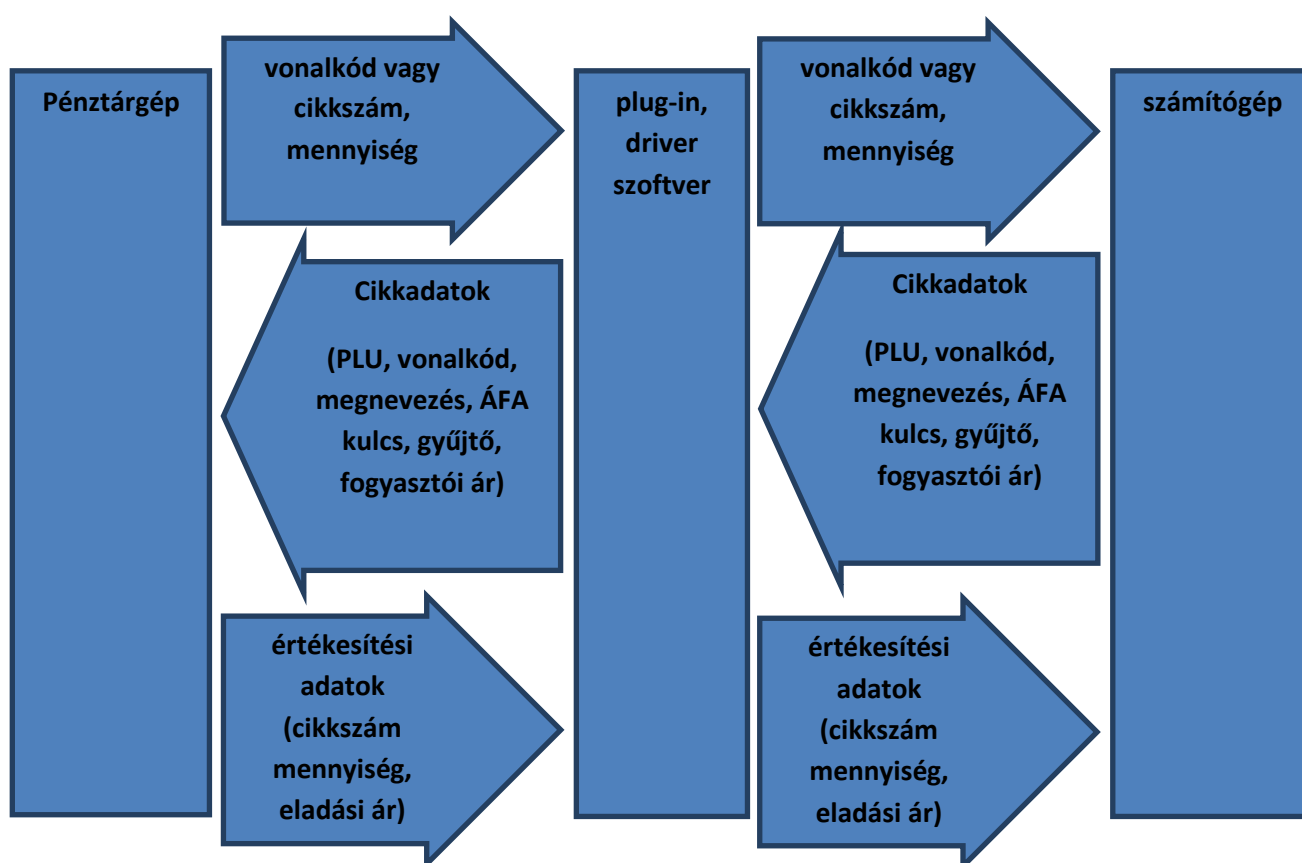 Pénztárgép
vonalkód vagy
cikkszám,
mennyiség
Cikkadatok
(PLU, vonalkód,
megnevezés, ÁFA
kulcs, gyűjtő,
fogyasztói ár)
értékesítési
adatok
(cikkszám
mennyiség,
eladási ár)
plug-in,
driver
szoftver
vonalkód vagy
cikkszám,
mennyiség
Cikkadatok
(PLU, vonalkód,
megnevezés, ÁFA
kulcs, gyűjtő,
fogyasztói ár)
értékesítési
adatok
(cikkszám
mennyiség,
eladási ár)
számítógép